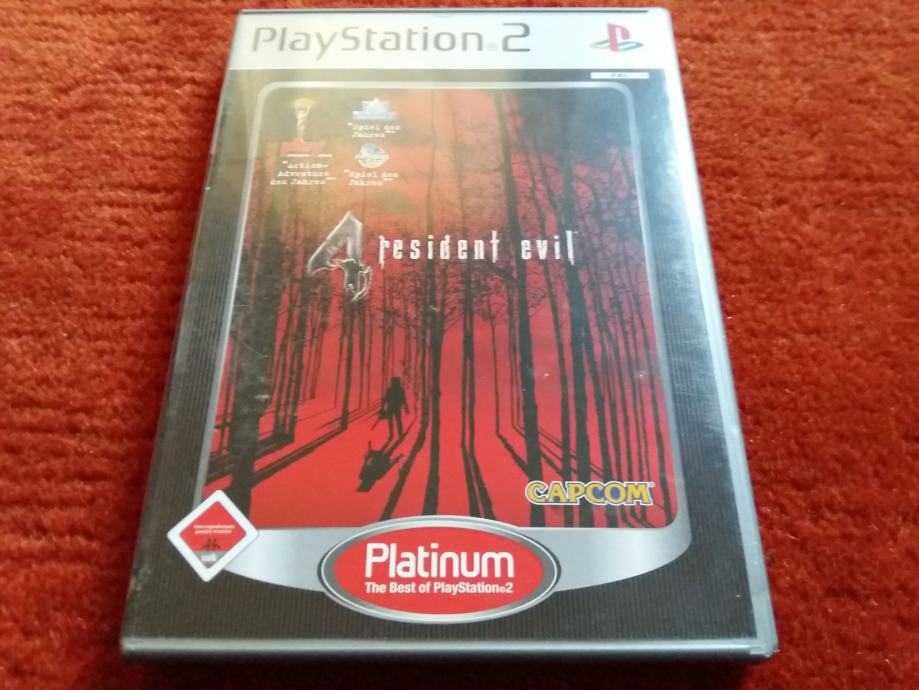 PlayStation®2
PAL
"Spiel des
Jahres"
"Action-
Adventure
des Jahres"
"Spiel des
Jahres"
4 resident evil
CAPCOM
Platinum
The Best of PlayStation®2